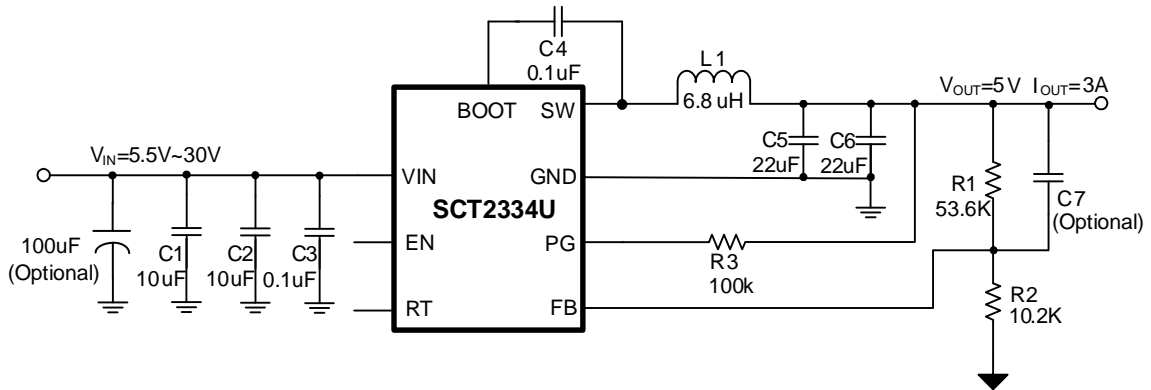 C4
0.1uF
L1
6.8 uH
VOUT=5V IOUT=3A
BOOT SW
C5
22uF
C6
22uF
VIN=5.5V~30V
VIN
GND
SCT2334U
R1
53.6K
C7
(Optional)
100uF
(Optional)
C1
10uF
C2
10uF
C3
0.1uF
EN
PG
R3
100k
RT
FB
R2
10.2K